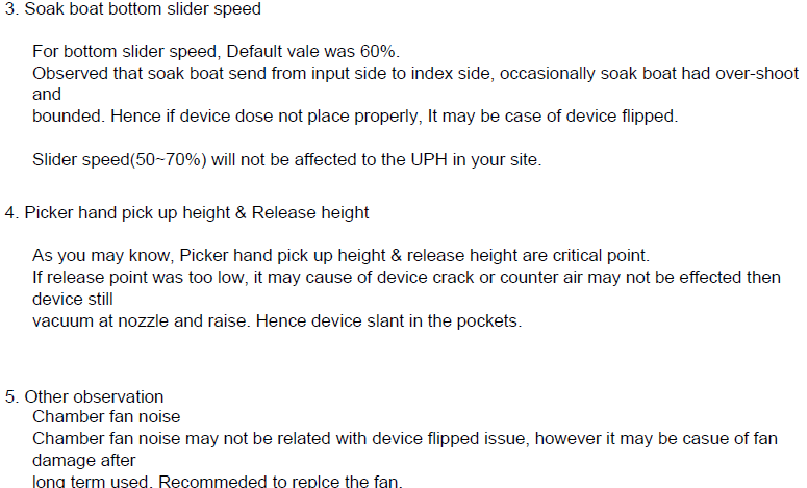 3. Soak boat bottom slider speed
For bottom slider speed, Default vale was 60%.
Observed that soak boat send from input side to index side, occasionally soak boat had over-shoot
and
bounded. Hence if device dose not place properly, It may be case of device flipped.
Slider speed(50~70%) will not be affected to the UPH in your site.
4. Picker hand pick up height & Release height
As you may know, Picker hand pick up height & release height are critical point.
If release point was too low, it may cause of device crack or counter air may not be effected then
device still
vacuum at nozzle and raise. Hence device slant in the pockets.
5. Other observation
Chamber fan noise
Chamber fan noise may not be related with device flipped issue, however it may be casue of fan
damage after
long term used. Recommeded to replce the fan.